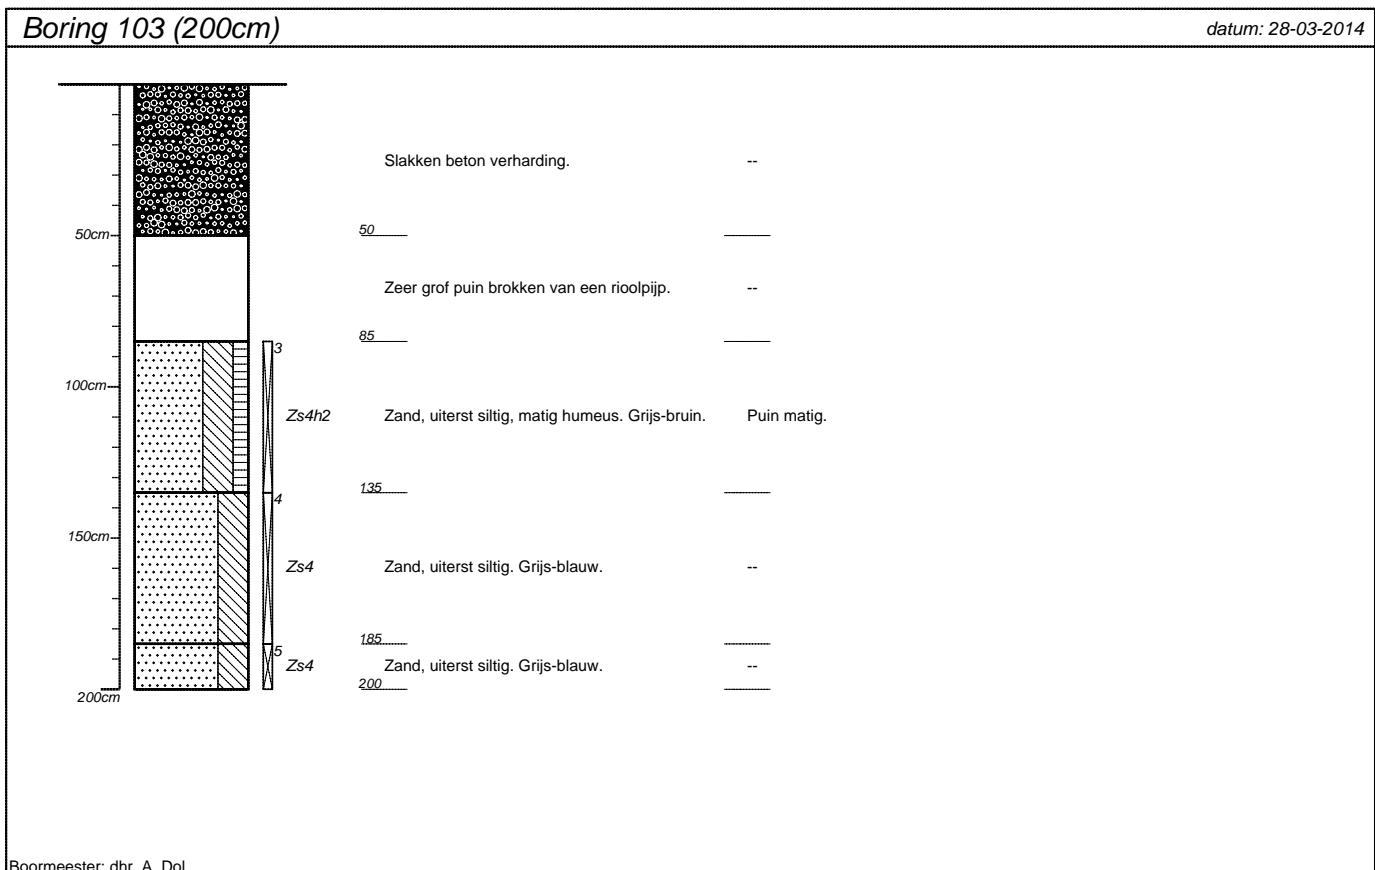 Boring 103 (200cm) datum: 28-03-2014
Slakken beton verharding. --
50cm 50
Zeer grof puin brokken van een rioolpijp. --
85
3
100cm
Zs4h2 Zand, uiterst siltig, matig humeus. Grijs-bruin. Puin matig.
135
4
150cm
Zs4 Zand, uiterst siltig. Grijs-blauw. --
185
5
Zs4 Zand, uiterst siltig. Grijs-blauw. --
200
200cm
Boormeester: dhr. A. Dol